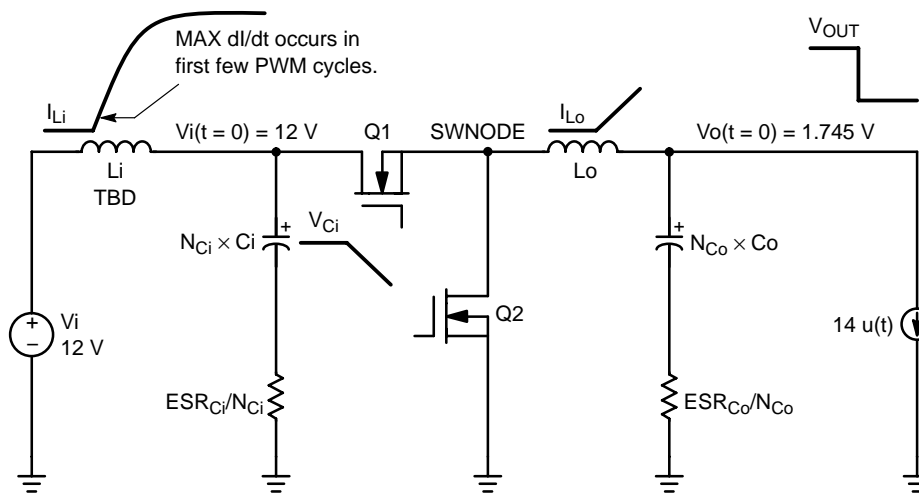 MAX dI/dt occurs in
first few PWM cycles.
V_OUT
I_Li
Vi(t = 0) = 12 V
Q1
SWNODE
I_Lo
Vo(t = 0) = 1.745 V
Li
TBD
Lo
V_Ci
N_Ci × Ci
+
N_Co × Co
+
Q2
+
−
Vi
12 V
14 u(t)
ESR_Ci/N_Ci
ESR_Co/N_Co